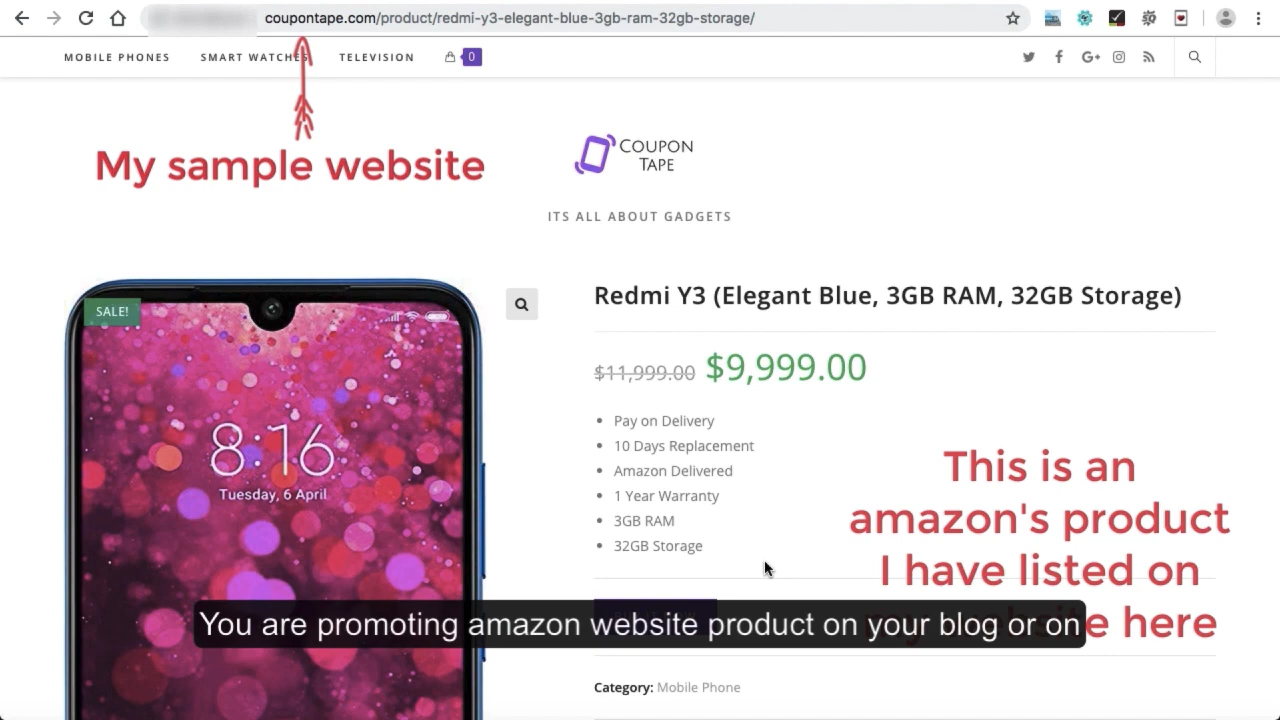 coupontape.com/product/redmi-y3-elegant-blue-3gb-ram-32gb-storage/
MOBILE PHONES SMART WATCHES TELEVISION 0
My sample website
COUPON
TAPE
ITS ALL ABOUT GADGETS
SALE!
8:16
Tuesday, 6 April
Redmi Y3 (Elegant Blue, 3GB RAM, 32GB Storage)
$11,999.00 $9,999.00
Pay on Delivery
10 Days Replacement
Amazon Delivered
1 Year Warranty
3GB RAM
32GB Storage
This is an
amazon's product
I have listed on
here
You are promoting amazon website product on your blog or on
Category: Mobile Phone